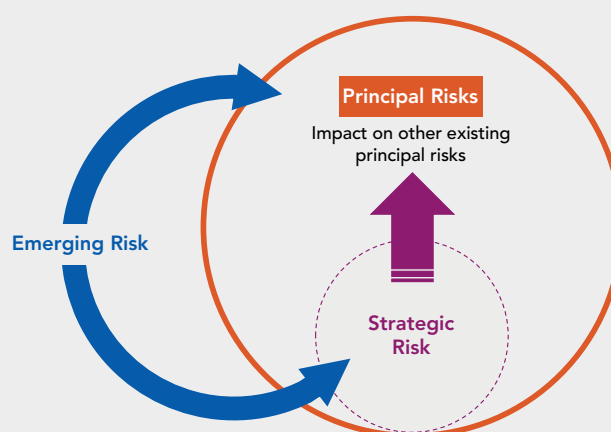 Principal Risks
Impact on other existing
principal risks
Emerging Risk
Strategic
Risk